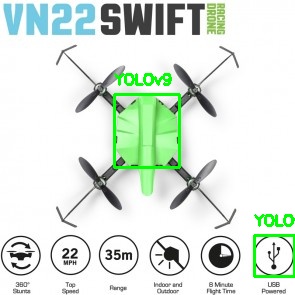 VN22 SWIFT RACING DRONE
YOLOv9
YOLO
22 MPH
35m
360° Stunts
Top Speed
Range
Indoor and Outdoor
8 Minute Flight Time
USB Powered